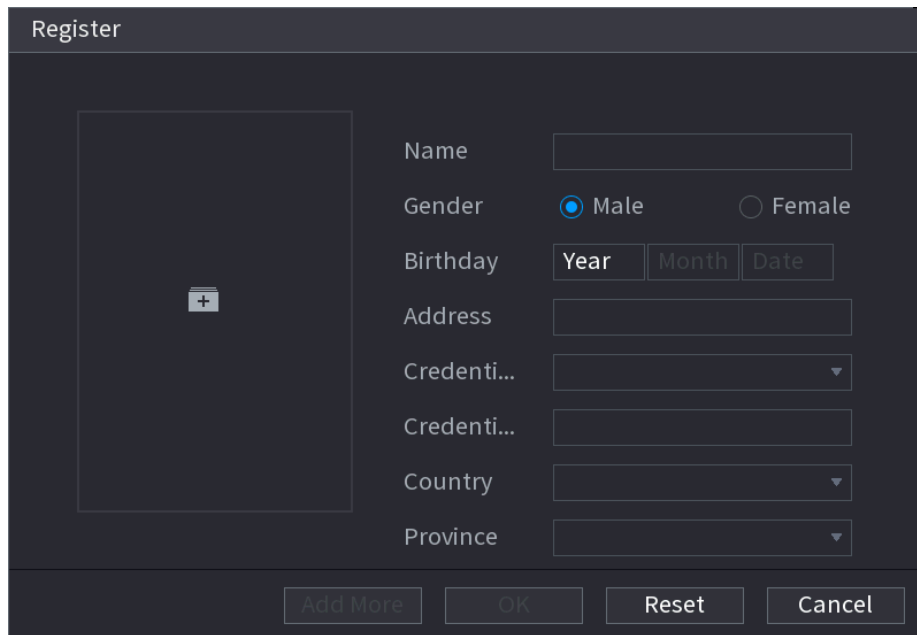 Register
Name
Gender Male Female
Birthday Year Month Date
Address
Credenti...
Credenti...
Country
Province
Add More OK Reset Cancel